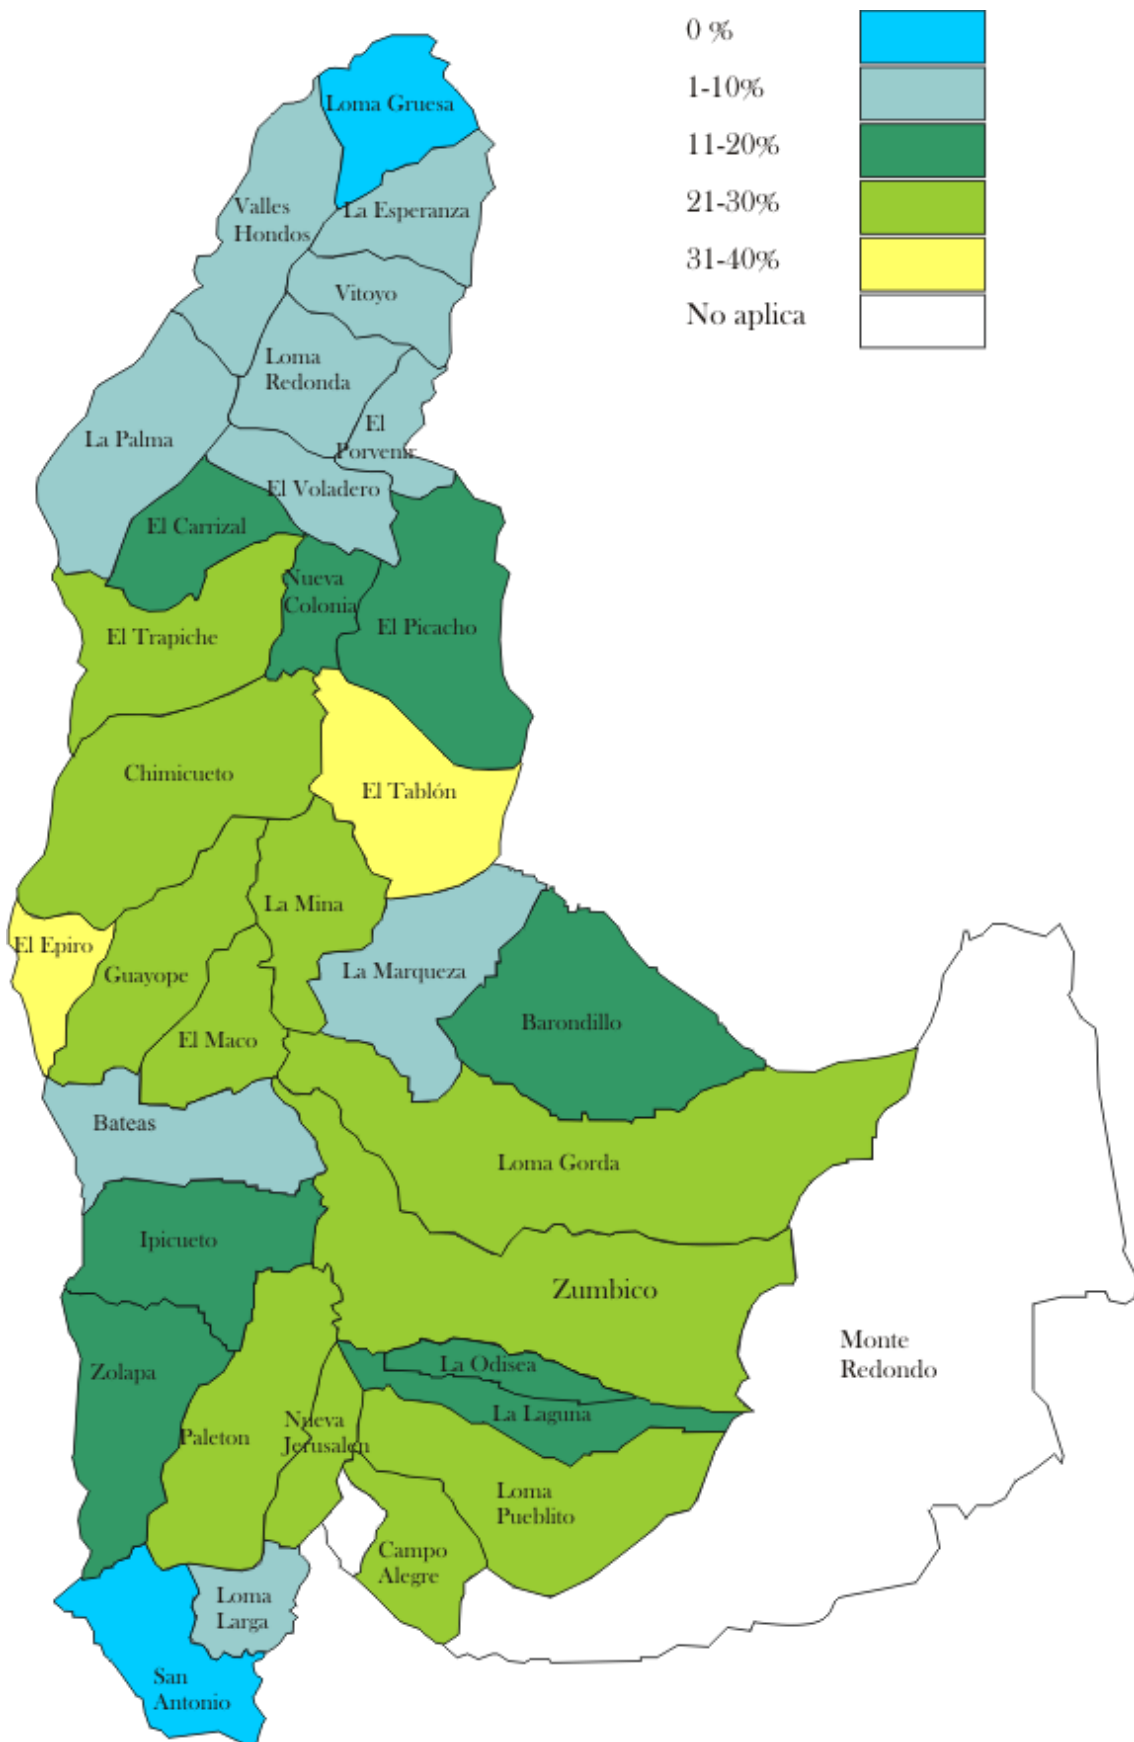 0 %
1-10%
11-20%
21-30%
31-40%
No aplica
Loma Gruesa
Valles
Hondos
La Esperanza
Vitoyo
Loma
Redonda
El
Porvenir
La Palma
El Voladero
El Carrizal
Nueva
Colonia
El Picacho
El Trapiche
Chimicueto
El Tablón
La Mina
El Epiro
Guayope
La Marqueza
Barondillo
El Maco
Bateas
Loma Gorda
Ipicueto
Zumbico
Monte
Redondo
Zolapa
La Odisea
La Laguna
Paleton
Nueva
Jerusalen
Loma
Pueblito
Campo
Alegre
Loma
Larga
San
Antonio